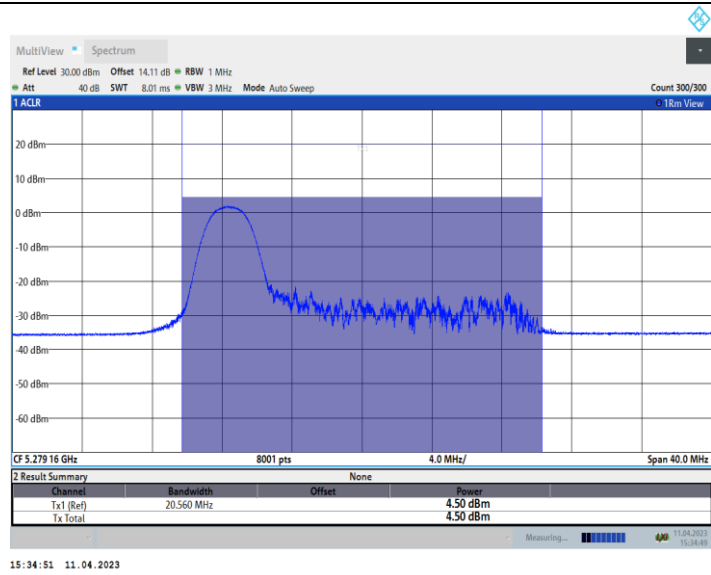 MultiView Spectrum
Ref Level 30.00 dBm Offset 14.11 dB RBW 1 MHz
Att 40 dB SWT 8.01 ms VBW 3 MHz Mode Auto Sweep Count 300/300
1 ACLR 1Rm View
20 dBm
10 dBm
0 dBm
-10 dBm
-20 dBm
-30 dBm
-40 dBm
-50 dBm
-60 dBm
CF 5.279 16 GHz 8001 pts 4.0 MHz/ Span 40.0 MHz
2 Result Summary None
Channel Bandwidth Offset Power
Tx1 (Ref) 20.560 MHz 4.50 dBm
Tx Total 4.50 dBm
Measuring... 11.04.2023
15:34:49
15:34:51 11.04.2023